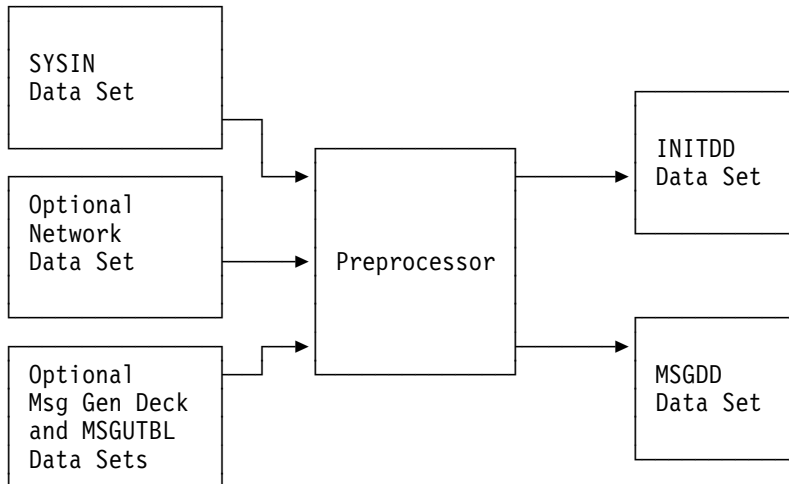 SYSIN
Data Set
Optional
Network
Data Set
Optional
Msg Gen Deck
and MSGUTBL
Data Sets
Preprocessor
INITDD
Data Set
MSGDD
Data Set